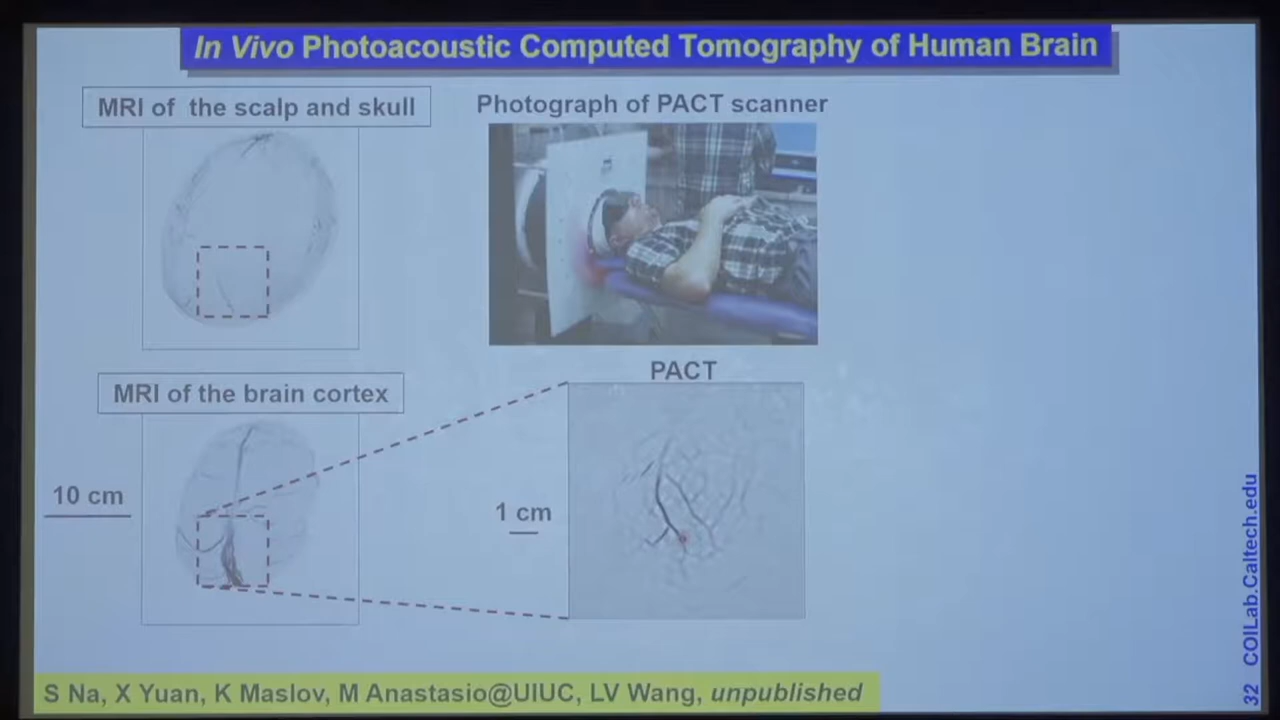 In Vivo Photoacoustic Computed Tomography of Human Brain
MRI of the scalp and skull
Photograph of PACT scanner
MRI of the brain cortex
PACT
10 cm
1 cm
S Na, X Yuan, K Maslov, M Anastasio@UIUC, LV Wang, unpublished
32 COILab.Caltech.edu